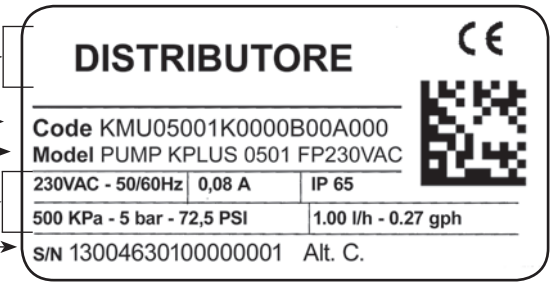 CE
DISTRIBUTORE
Code KMU05001K0000B00A000
Model PUMP KPLUS 0501 FP230VAC
230VAC - 50/60Hz 0,08 A IP 65
500 KPa - 5 bar - 72,5 PSI 1.00 l/h - 0.27 gph
S/N 13004630100000001 Alt. C.